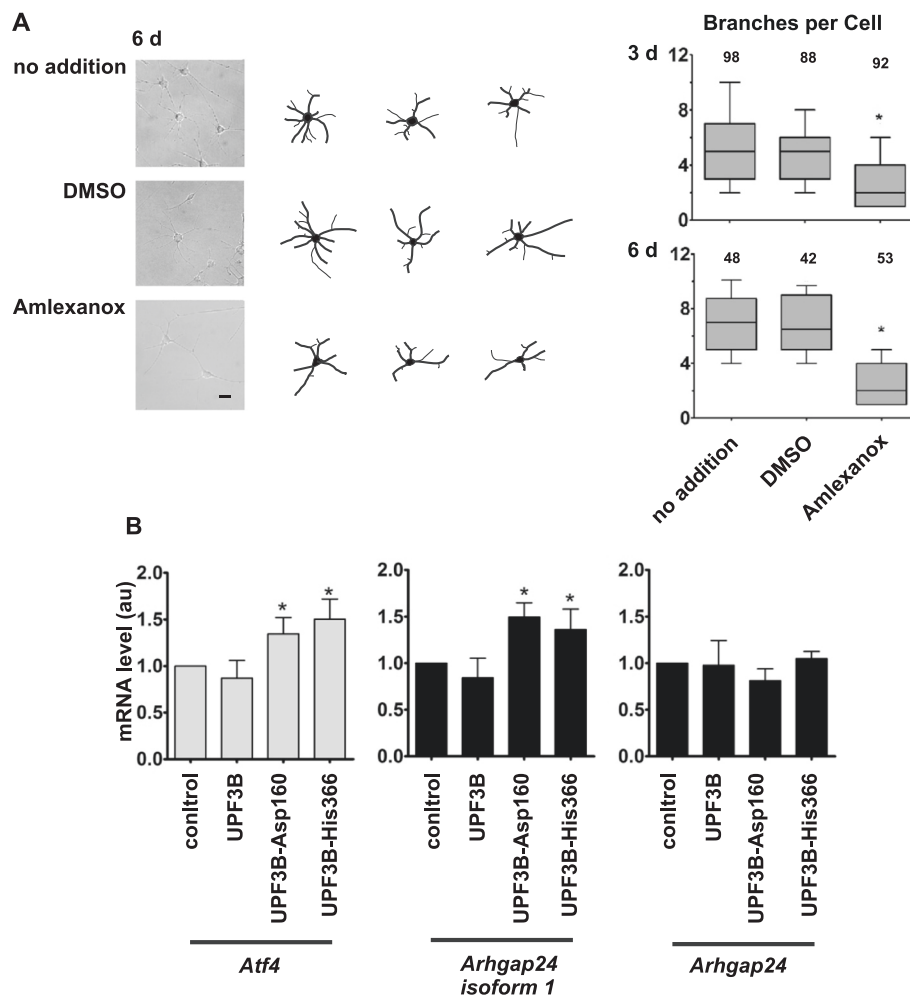 A
6 d
no addition
DMSO
Amlexanox
Branches per Cell
3 d
12
8
4
0
98
88
92
*
6 d
12
8
4
0
48
42
53
*
no addition
DMSO
Amlexanox
B
mRNA level (au)
2.0
1.5
1.0
0.5
0.0
*
*
conltrol
UPF3B
UPF3B-Asp160
UPF3B-His366
Atf4
2.0
1.5
1.0
0.5
0.0
*
*
conltrol
UPF3B
UPF3B-Asp160
UPF3B-His366
Arhgap24
isoform 1
2.0
1.5
1.0
0.5
0.0
conltrol
UPF3B
UPF3B-Asp160
UPF3B-His366
Arhgap24